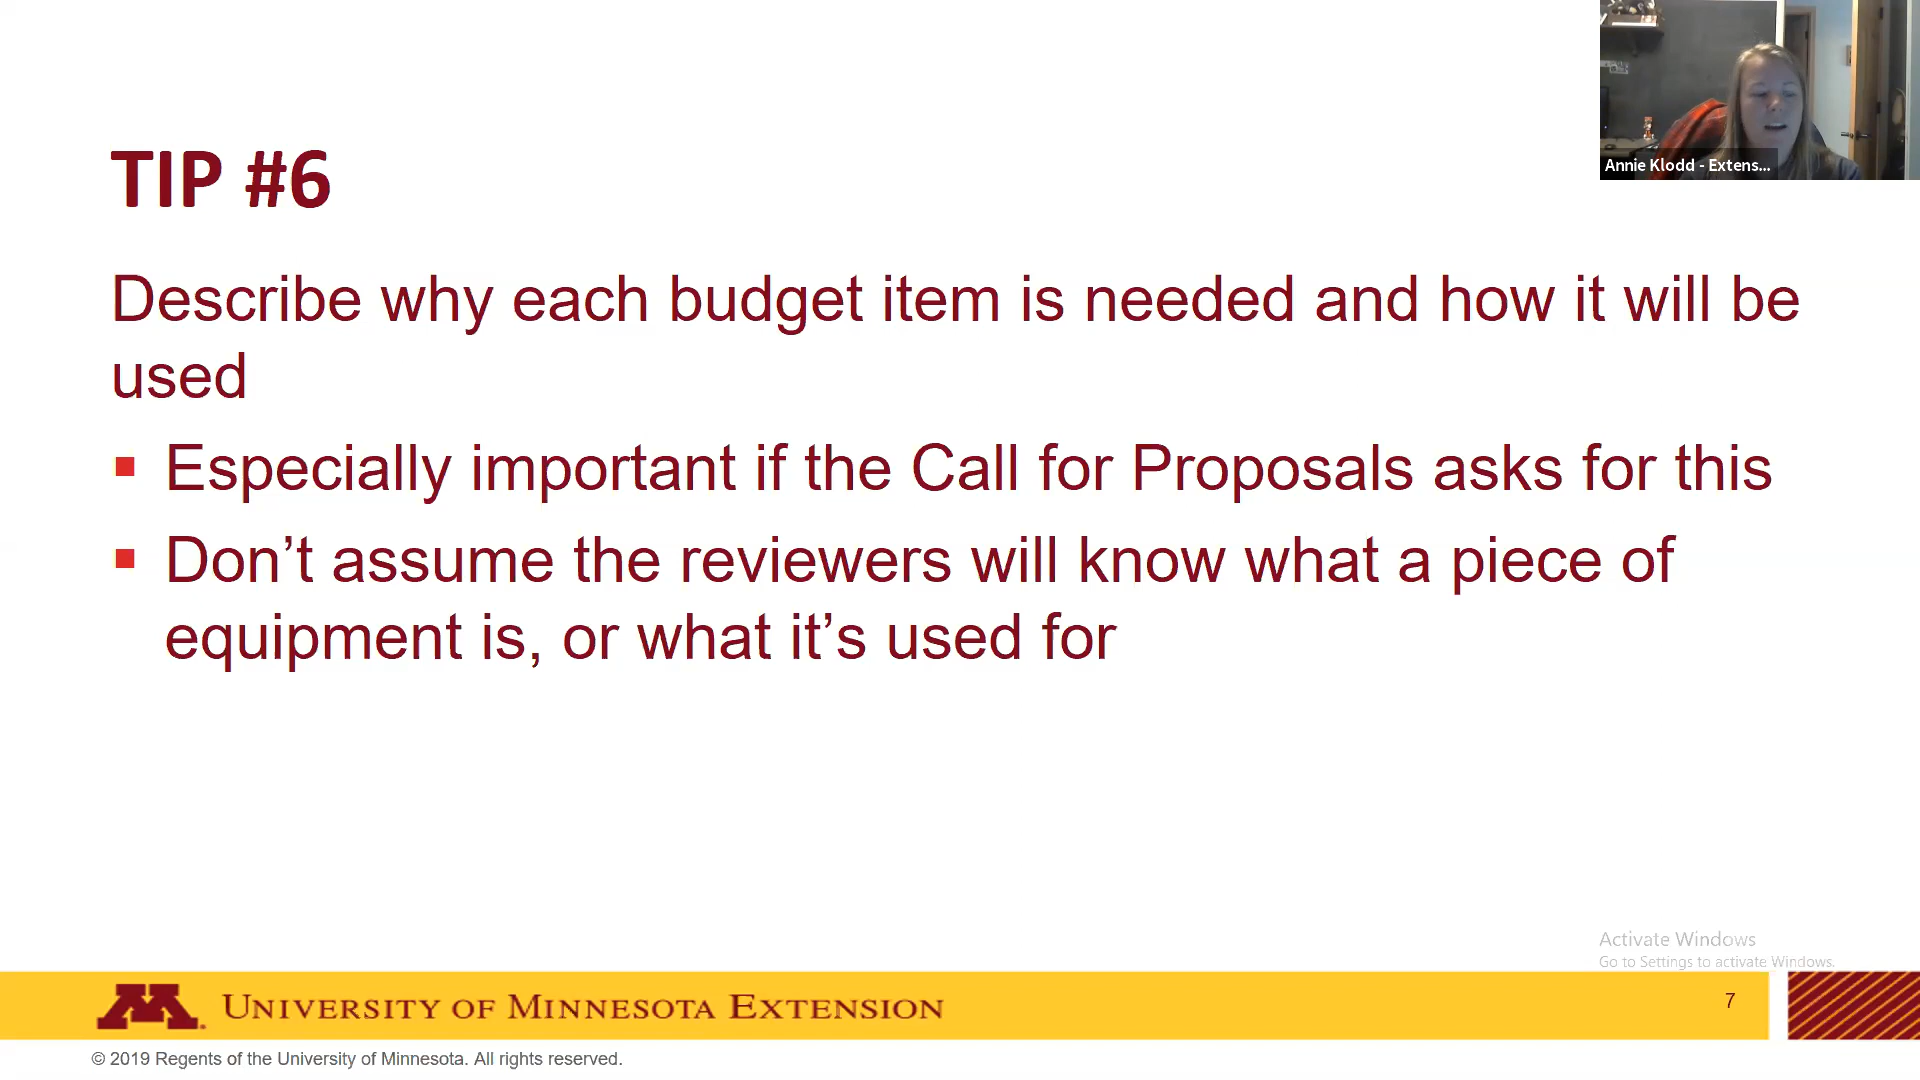 TIP #6
Describe why each budget item is needed and how it will be
used
▪ Especially important if the Call for Proposals asks for this
▪ Don’t assume the reviewers will know what a piece of
equipment is, or what it’s used for
Annie Klodd - Extens...
Activate Windows
Go to Settings to activate Windows.
M
UNIVERSITY OF MINNESOTA EXTENSION
7
© 2019 Regents of the University of Minnesota. All rights reserved.